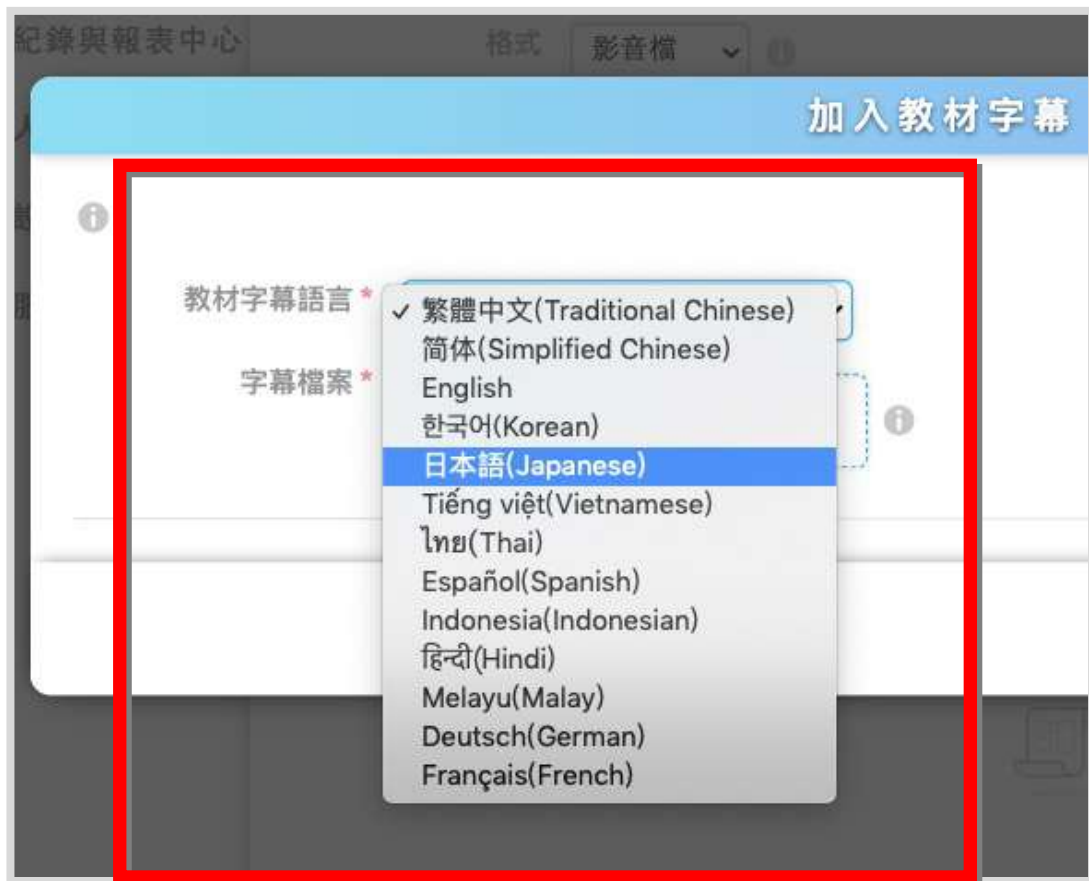 紀錄與報表中心
格式 影音檔
加入教材字幕
教材字幕語言 *
✓ 繁體中文(Traditional Chinese)
简体(Simplified Chinese)
字幕檔案 *
English
한국어(Korean)
日本語(Japanese)
Tiếng việt(Vietnamese)
ไทย(Thai)
Español(Spanish)
Indonesia(Indonesian)
हिन्दी(Hindi)
Melayu(Malay)
Deutsch(German)
Français(French)